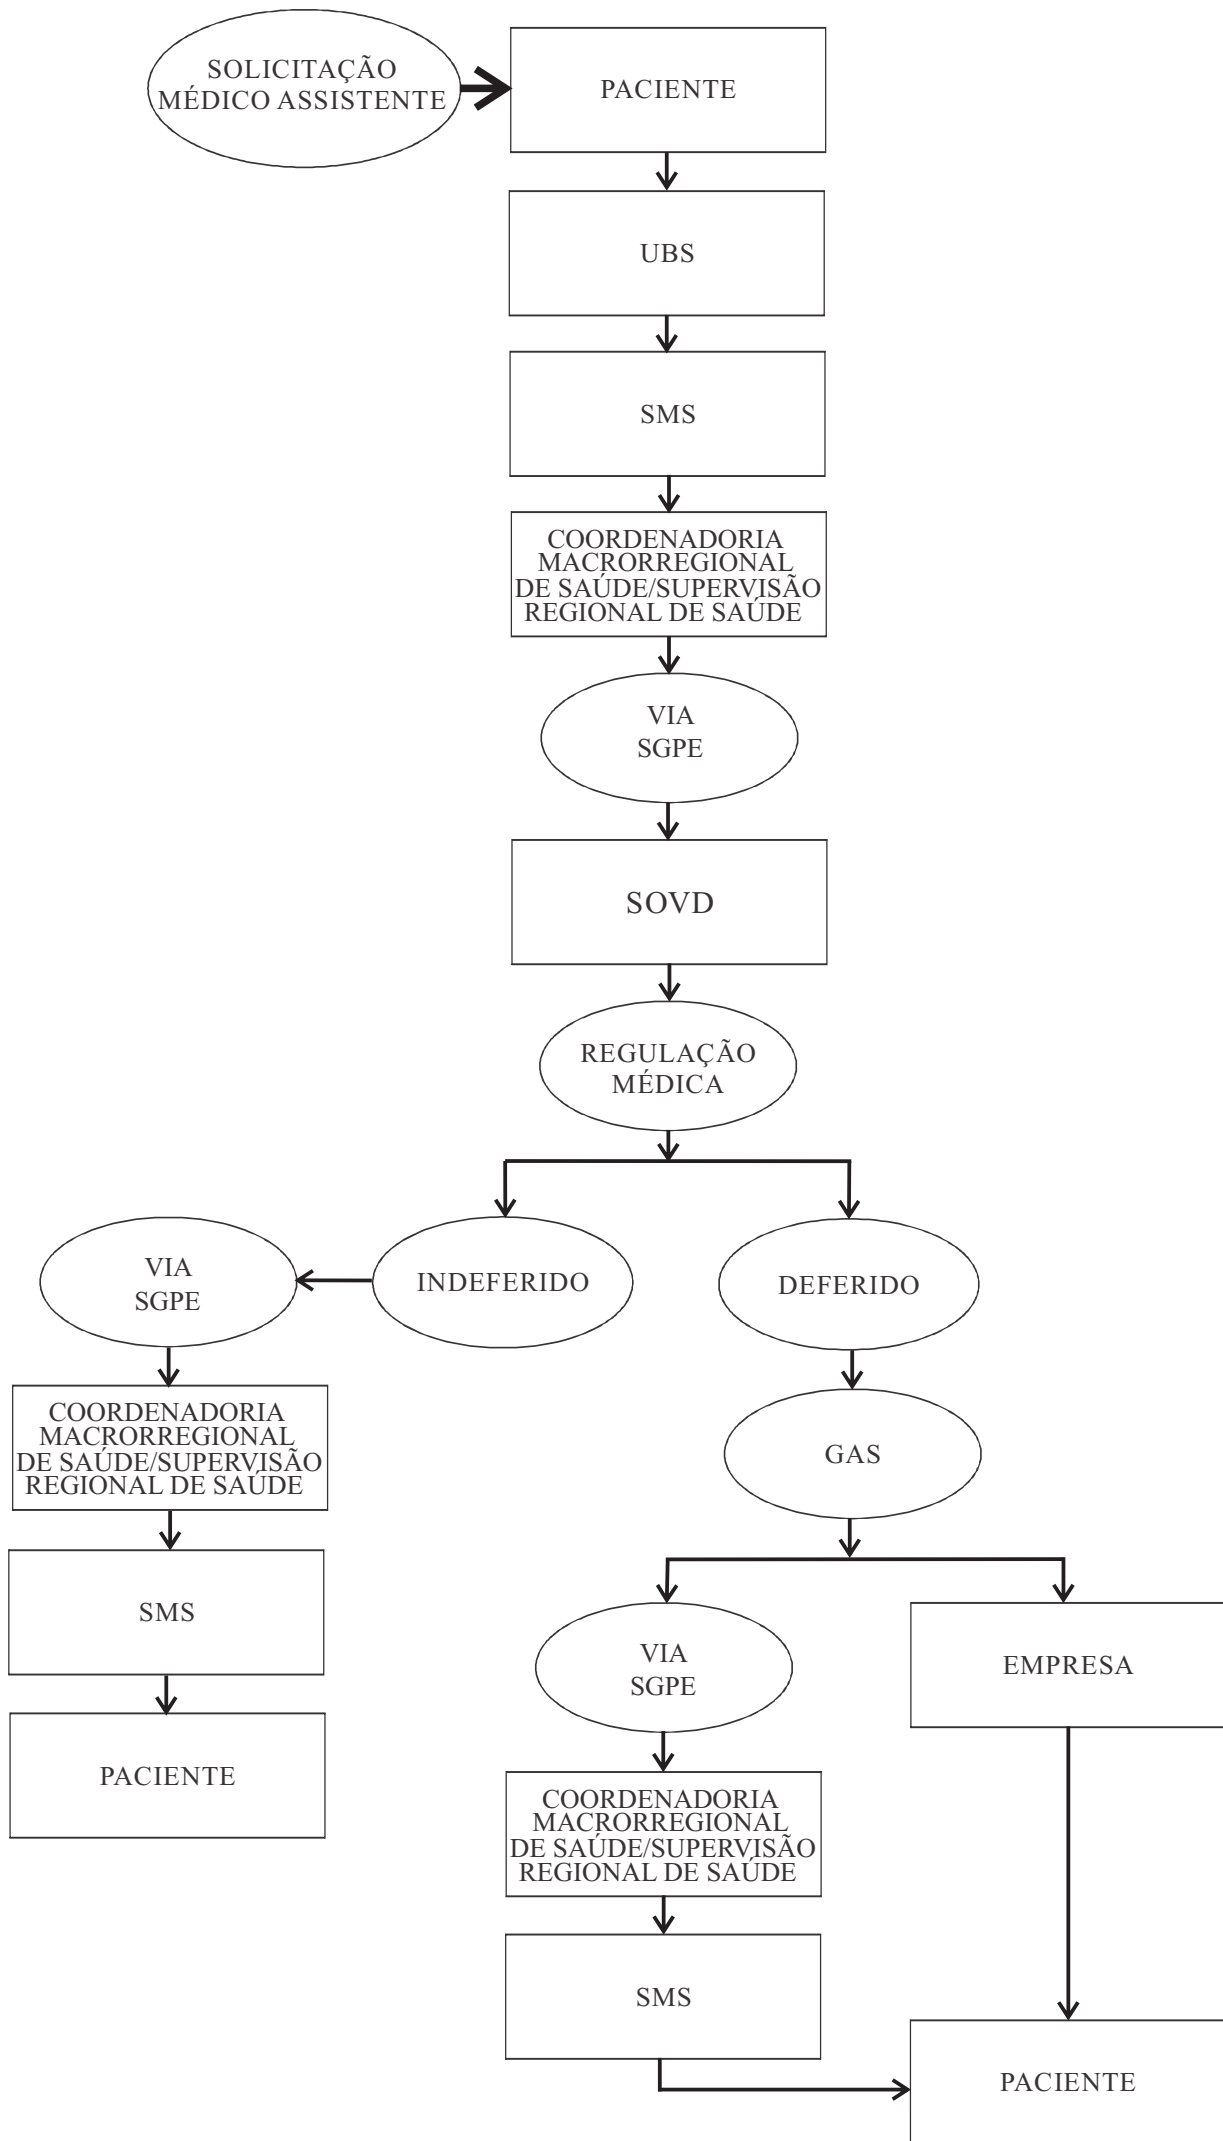 SOLICITAÇÃO
MÉDICO ASSISTENTE
PACIENTE
UBS
SMS
COORDENADORIA
MACRORREGIONAL
DE SAÚDE/SUPERVISÃO
REGIONAL DE SAÚDE
VIA
SGPE
SOVD
REGULAÇÃO
MÉDICA
INDEFERIDO
DEFERIDO
VIA
SGPE
COORDENADORIA
MACRORREGIONAL
DE SAÚDE/SUPERVISÃO
REGIONAL DE SAÚDE
SMS
PACIENTE
GAS
VIA
SGPE
EMPRESA
COORDENADORIA
MACRORREGIONAL
DE SAÚDE/SUPERVISÃO
REGIONAL DE SAÚDE
SMS
PACIENTE